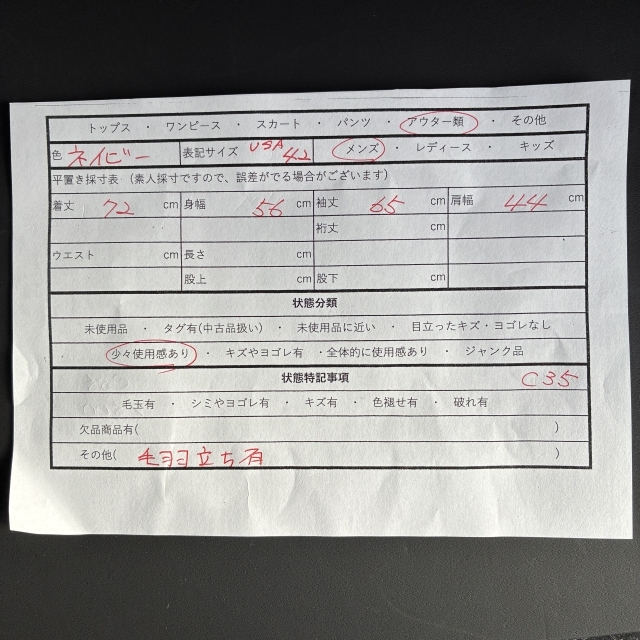 トップス ・ ワンピース ・ スカート ・ パンツ ・ アウター類 ・ その他
色 ネイビー 表記サイズ USA 42 メンズ ・ レディース ・ キッズ
平置き採寸表（素人採寸ですので、誤差がでる場合がございます）
着丈 72 cm 身幅 56 cm 袖丈 65 cm 肩幅 44 cm
裄丈 cm
ウエスト cm 長さ cm
股上 cm 股下 cm
状態分類
未使用品 ・ タグ有(中古品扱い) ・ 未使用品に近い ・ 目立ったキズ・ヨゴレなし
・ 少々使用感あり ・ キズやヨゴレ有 ・全体的に使用感あり ・ ジャンク品
状態特記事項 C35
毛玉有 ・ シミやヨゴレ有 ・ キズ有 ・ 色褪せ有 ・ 破れ有
欠品商品有( )
その他( 毛羽立ち有 )